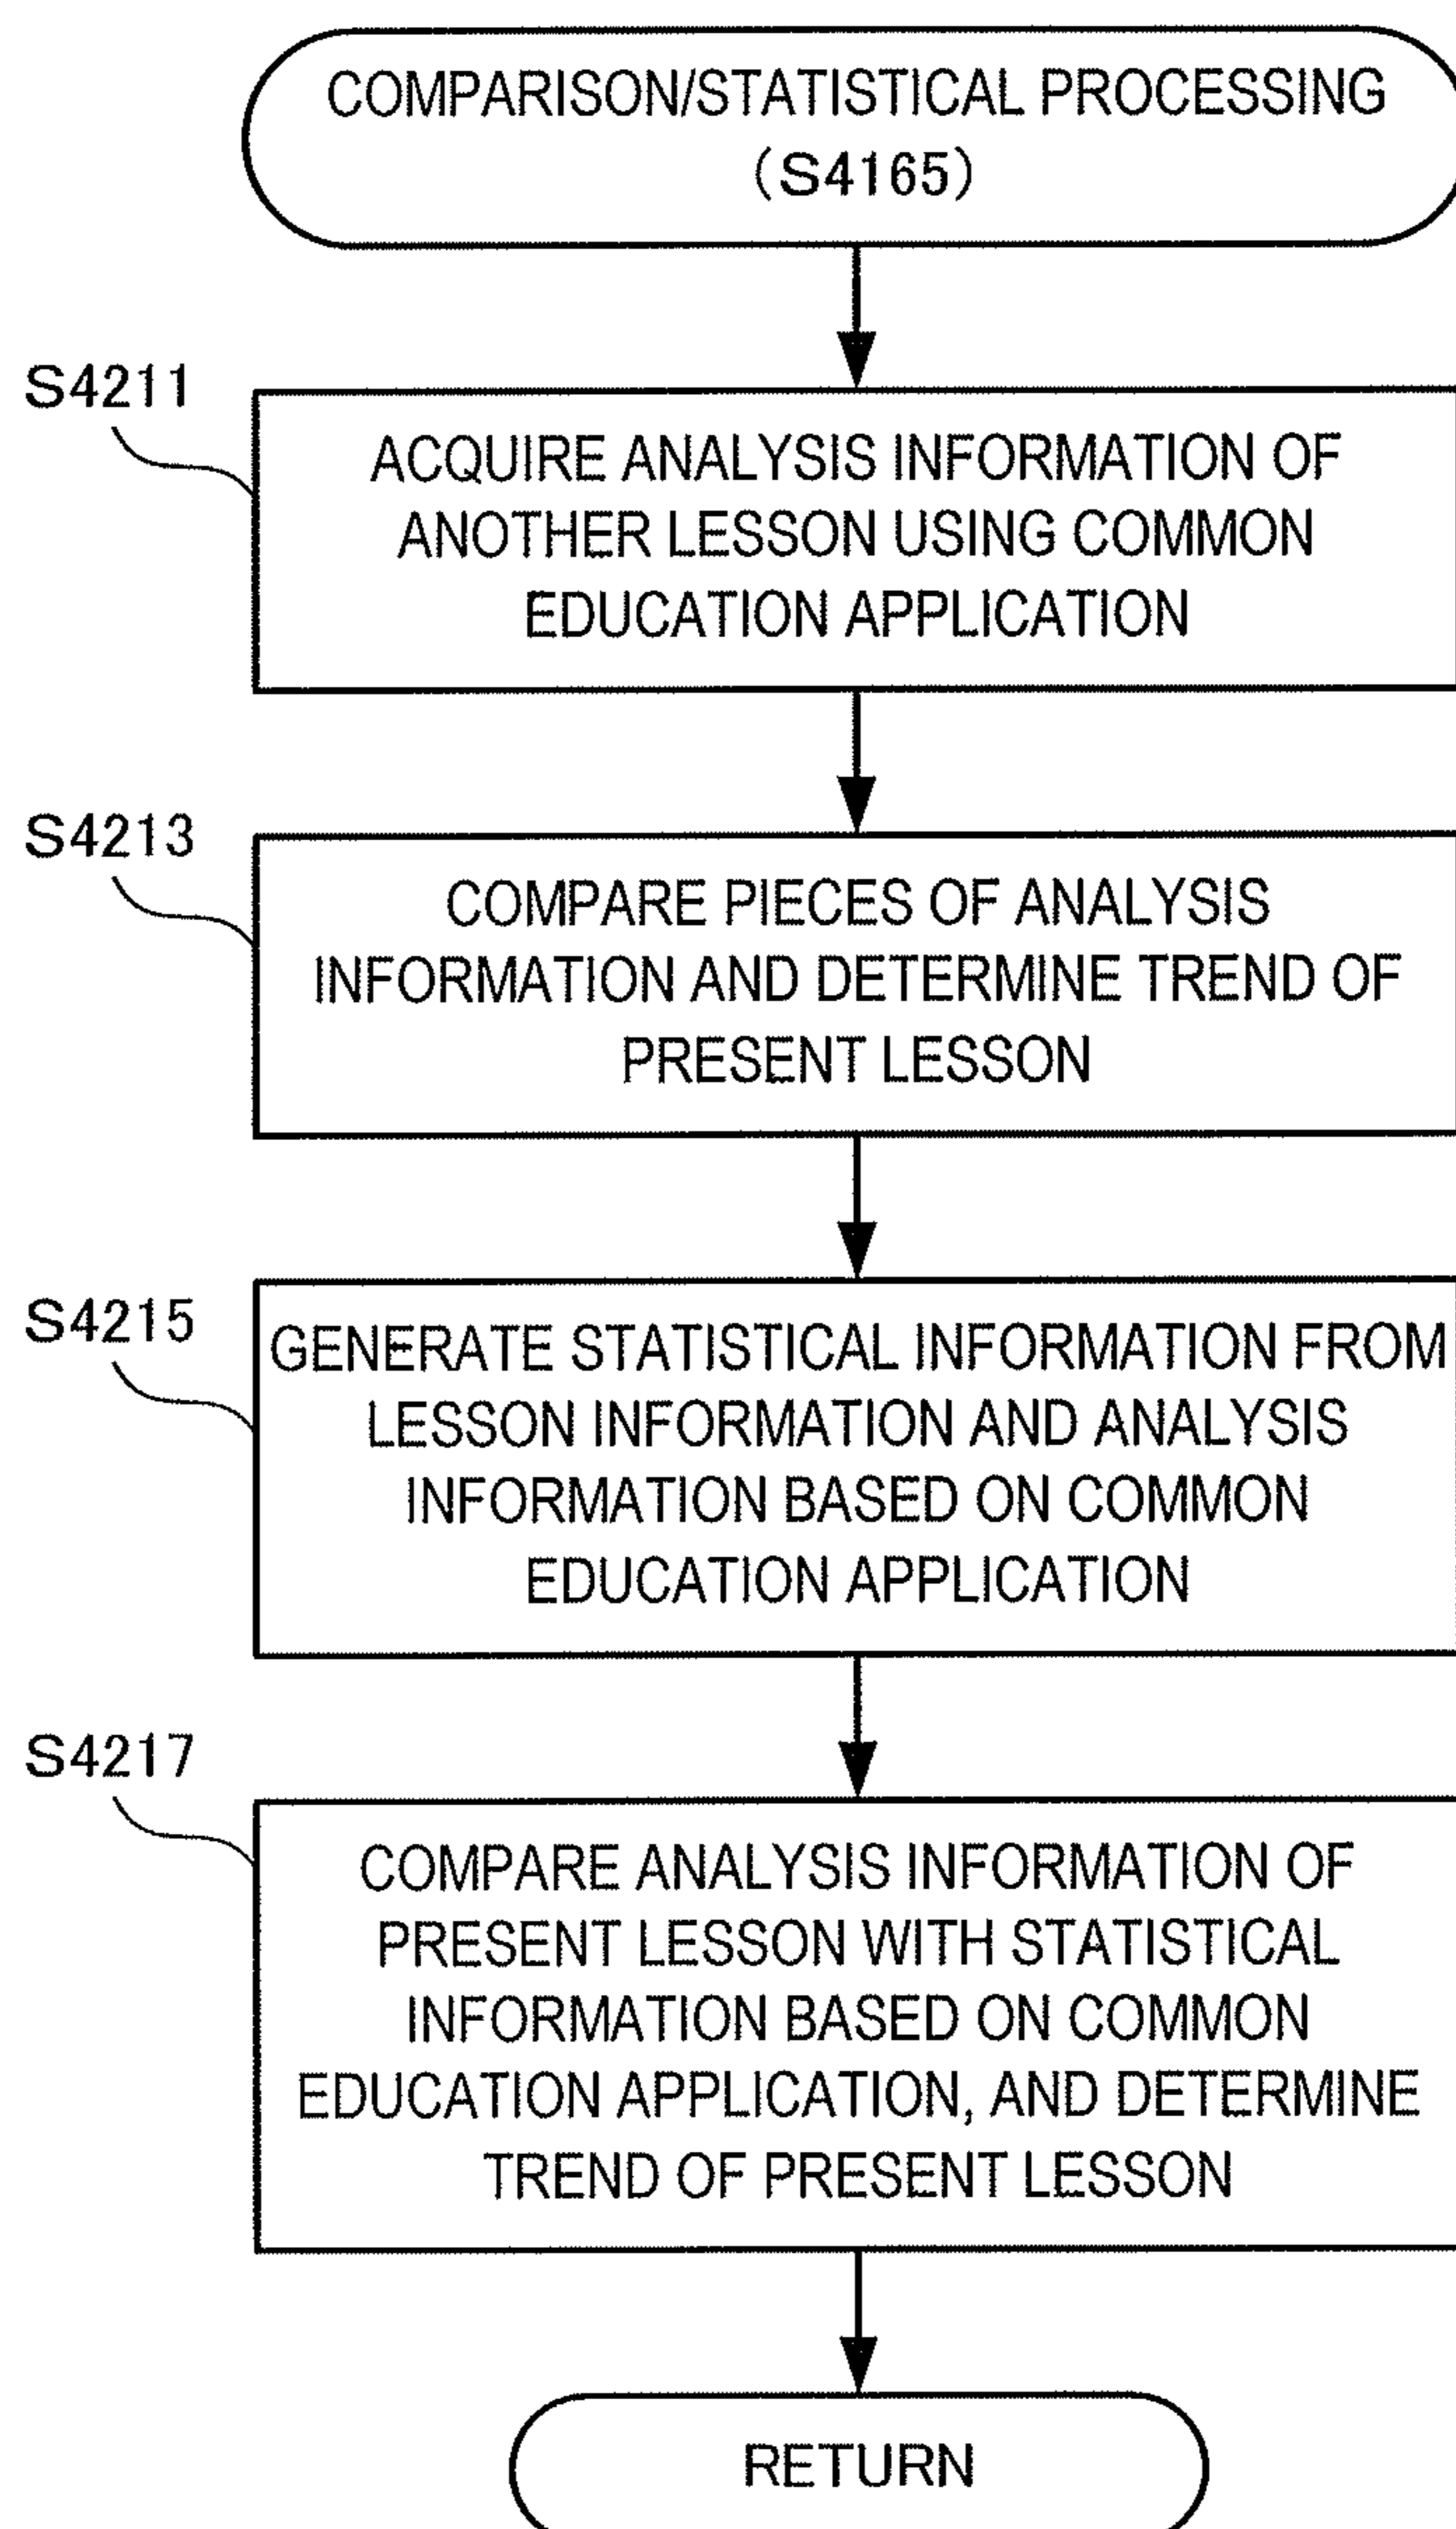 COMPARISON/STATISTICAL PROCESSING
(S4165)
S4211
ACQUIRE ANALYSIS INFORMATION OF
ANOTHER LESSON USING COMMON
EDUCATION APPLICATION
S4213
COMPARE PIECES OF ANALYSIS
INFORMATION AND DETERMINE TREND OF
PRESENT LESSON
S4215
GENERATE STATISTICAL INFORMATION FROM
LESSON INFORMATION AND ANALYSIS
INFORMATION BASED ON COMMON
EDUCATION APPLICATION
S4217
COMPARE ANALYSIS INFORMATION OF
PRESENT LESSON WITH STATISTICAL
INFORMATION BASED ON COMMON
EDUCATION APPLICATION, AND DETERMINE
TREND OF PRESENT LESSON
RETURN